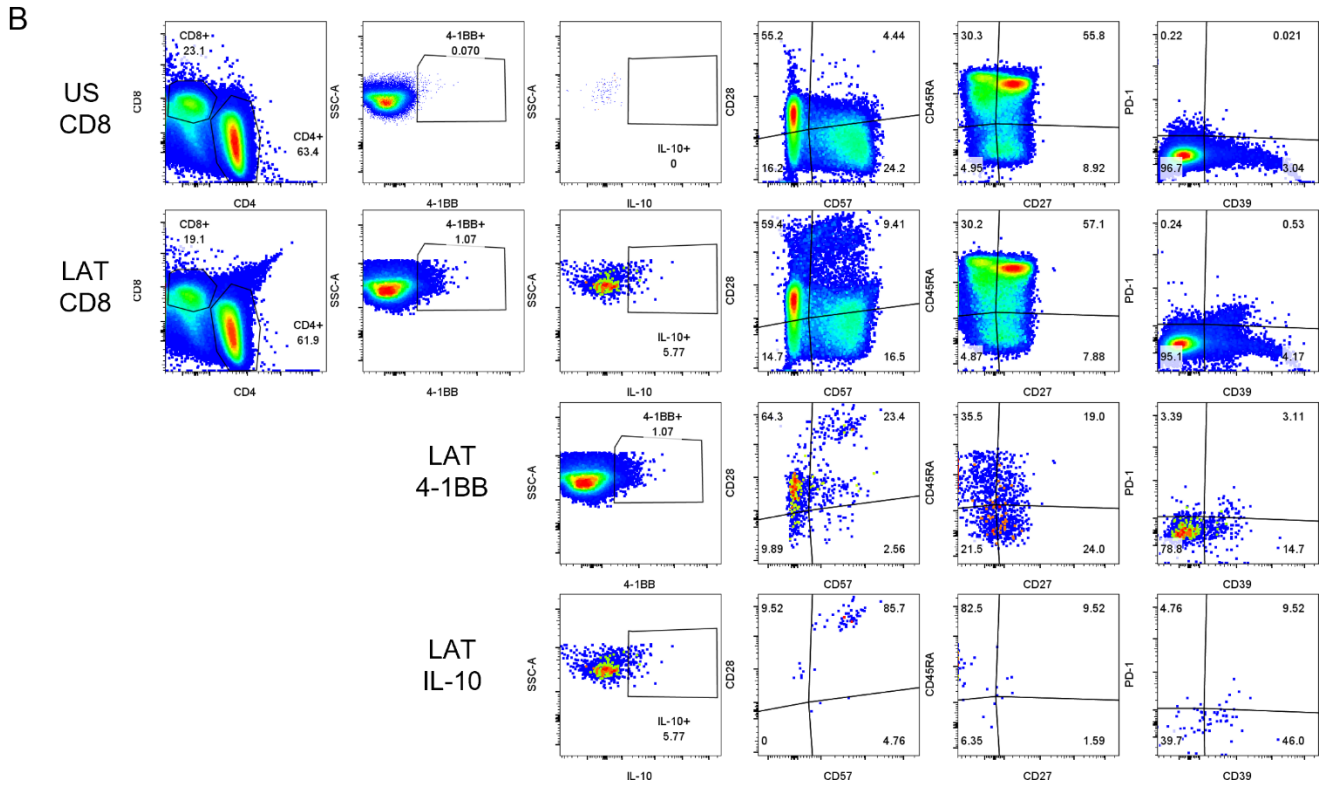 B
US
CD8
CD8+
23.1
CD4+
63.4
CD8
CD4
4-1BB+
0.070
SSC-A
4-1BB
IL-10+
0
SSC-A
IL-10
55.2
4.44
16.2
24.2
CD28
CD57
30.3
55.8
4.95
8.92
CD45RA
CD27
0.22
0.021
96.7
3.04
PD-1
CD39
LAT
CD8
CD8+
19.1
CD4+
61.9
CD8
CD4
4-1BB+
1.07
SSC-A
4-1BB
IL-10+
5.77
SSC-A
IL-10
59.4
9.41
14.7
16.5
CD28
CD57
30.2
57.1
4.87
7.88
CD45RA
CD27
0.24
0.53
95.1
4.17
PD-1
CD39
LAT
4-1BB
4-1BB+
1.07
SSC-A
4-1BB
64.3
23.4
9.89
2.56
CD28
CD57
35.5
19.0
21.5
24.0
CD45RA
CD27
3.39
3.11
78.8
14.7
PD-1
CD39
LAT
IL-10
IL-10+
5.77
SSC-A
IL-10
9.52
85.7
0
4.76
CD28
CD57
82.5
9.52
6.35
1.59
CD45RA
CD27
4.76
9.52
39.7
46.0
PD-1
CD39